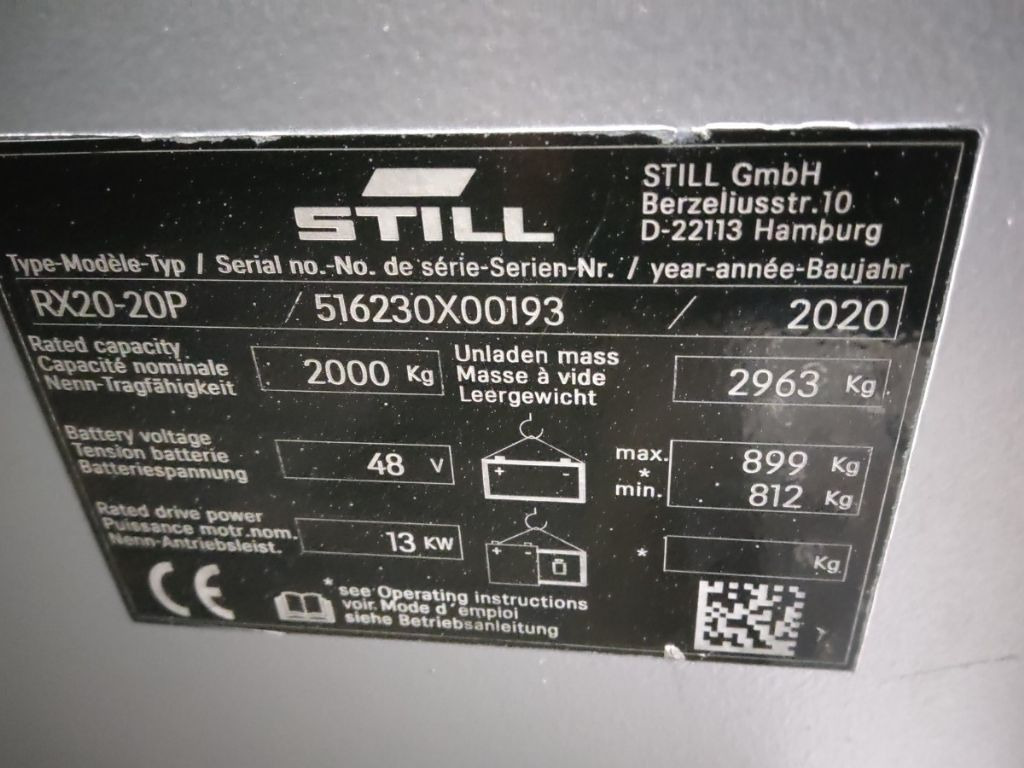 STILL
STILL GmbH
Berzeliusstr.10
D-22113 Hamburg
Type-Modèle-Typ / Serial no.-No. de série-Serien-Nr. / year-année-Baujahr
RX20-20P / 516230X00193 / 2020
Rated capacity
Capacité nominale
Nenn-Tragfähigkeit
2000 Kg
Unladen mass
Masse à vide
Leergewicht
2963 Kg
Battery voltage
Tension batterie
Batteriespannung
48 V
+ -
max. 899 Kg
*
min. 812 Kg
Rated drive power
Puissance motr.nom.
Nenn-Antriebsleist.
13 KW
+ -
* Kg
CE
* see Operating instructions
voir Mode d'emploi
siehe Betriebsanleitung